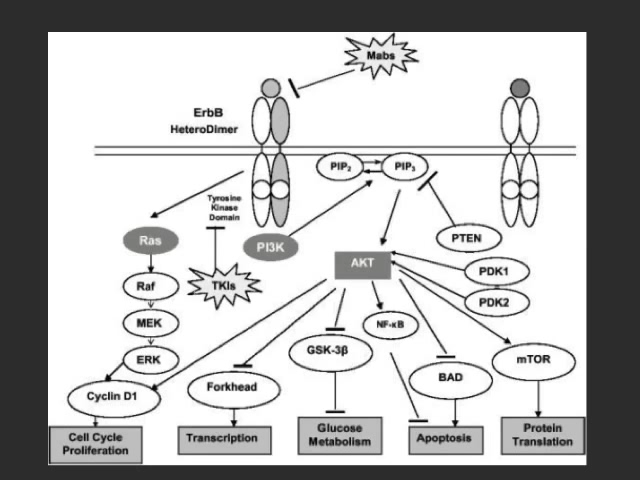 Mabs
ErbB
HeteroDimer
PIP2
PIP3
Tyrosine
Kinase
Domain
Ras
PI3K
PTEN
AKT
PDK1
Raf
TKIs
PDK2
MEK
NF-κB
GSK-3β
ERK
mTOR
Forkhead
BAD
Cyclin D1
Cell Cycle
Proliferation
Transcription
Glucose
Metabolism
Apoptosis
Protein
Translation